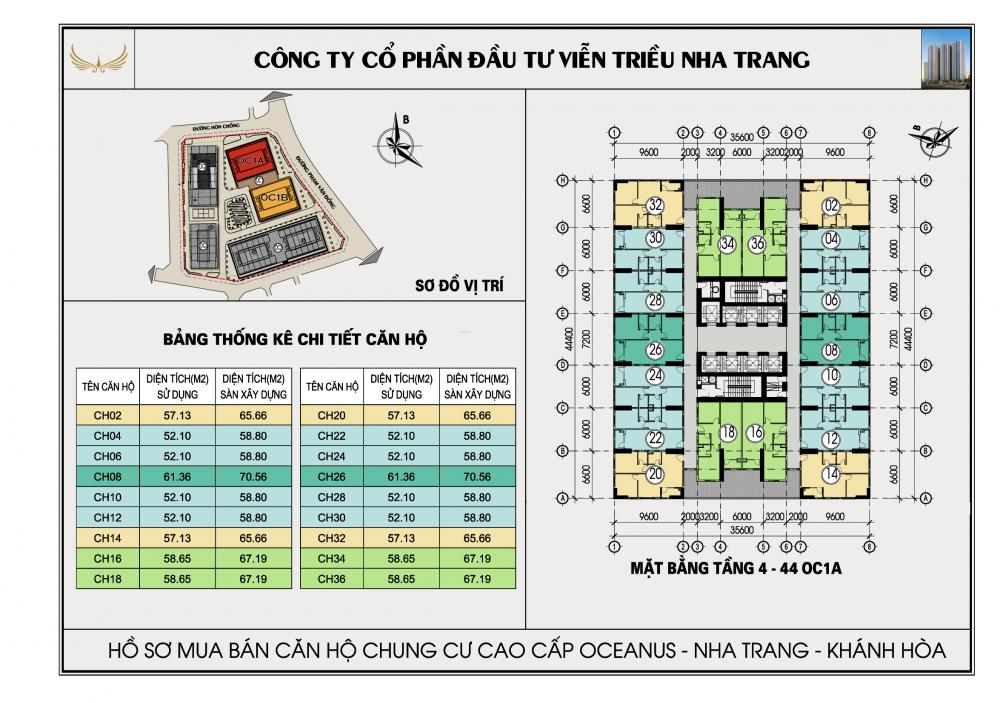 CÔNG TY CỔ PHẦN ĐẦU TƯ VIỄN TRIỀU NHA TRANG
ĐƯỜNG HÒN CHỒNG
ĐƯỜNG PHẠM VĂN ĐỒNG
OC1A
OC1B
B
SƠ ĐỒ VỊ TRÍ
BẢNG THỐNG KÊ CHI TIẾT CĂN HỘ
TÊN CĂN HỘ DIỆN TÍCH(M2) SỬ DỤNG DIỆN TÍCH(M2) SÀN XÂY DỰNG
CH02 57.13 65.66
CH04 52.10 58.80
CH06 52.10 58.80
CH08 61.36 70.56
CH10 52.10 58.80
CH12 52.10 58.80
CH14 57.13 65.66
CH16 58.65 67.19
CH18 58.65 67.19
TÊN CĂN HỘ DIỆN TÍCH(M2) SỬ DỤNG DIỆN TÍCH(M2) SÀN XÂY DỰNG
CH20 57.13 65.66
CH22 52.10 58.80
CH24 52.10 58.80
CH26 61.36 70.56
CH28 52.10 58.80
CH30 52.10 58.80
CH32 57.13 65.66
CH34 58.65 67.19
CH36 58.65 67.19
B
1 2 3 4 5 6 7 8
35600
9600 2000 3200 6000 3200 2000 9600
H G F E D C B A
6600 6000 6000 7200 6000 6000 6600
44400
32 02
30 34 36 04
28 06
26 08
24 10
22 18 16 12
20 14
H G F E D C B A
6600 6000 6000 7200 6000 6000 6600
44400
9600 2000 3200 6000 3200 2000 9600
35600
1 2 3 4 5 6 7 8
MẶT BẰNG TẦNG 4 - 44 OC1A
HỒ SƠ MUA BÁN CĂN HỘ CHUNG CƯ CAO CẤP OCEANUS - NHA TRANG - KHÁNH HÒA